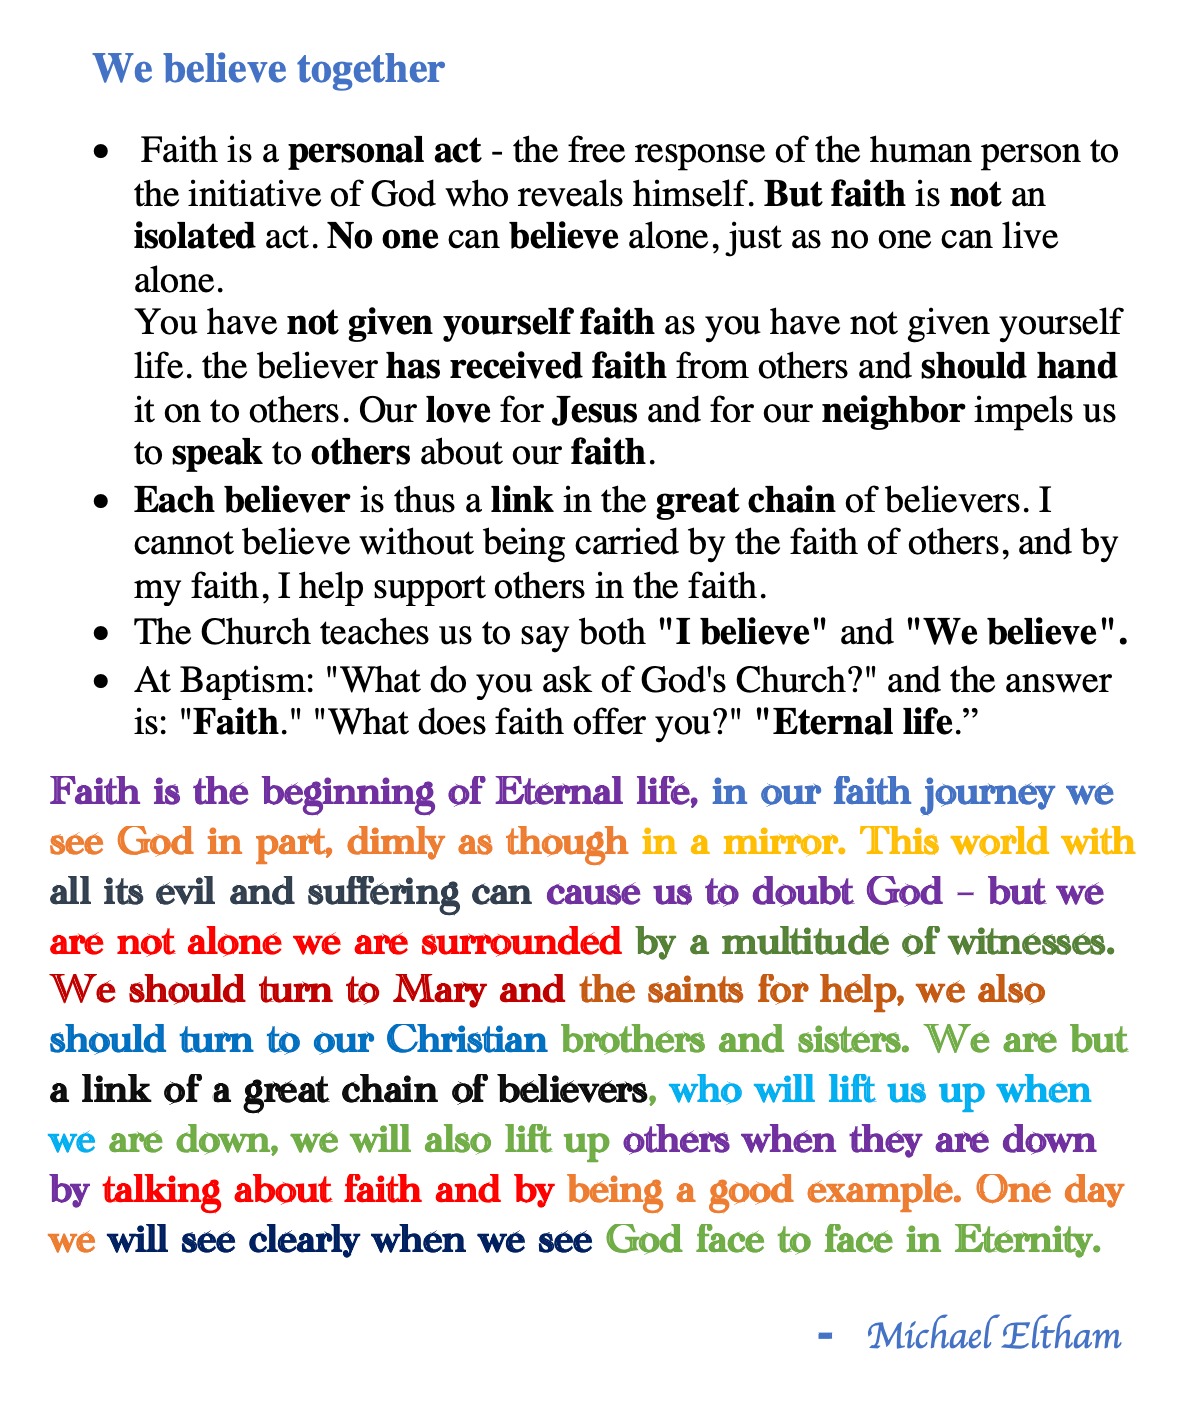 We believe together
• Faith is a personal act - the free response of the human person to
the initiative of God who reveals himself. But faith is not an
isolated act. No one can believe alone, just as no one can live
alone.
You have not given yourself faith as you have not given yourself
life. the believer has received faith from others and should hand
it on to others. Our love for Jesus and for our neighbor impels us
to speak to others about our faith.
• Each believer is thus a link in the great chain of believers. I
cannot believe without being carried by the faith of others, and by
my faith, I help support others in the faith.
• The Church teaches us to say both "I believe" and "We believe".
• At Baptism: "What do you ask of God's Church?" and the answer
is: "Faith." "What does faith offer you?" "Eternal life.”
Faith is the beginning of Eternal life, in our faith journey we
see God in part, dimly as though in a mirror. This world with
all its evil and suffering can cause us to doubt God – but we
are not alone we are surrounded by a multitude of witnesses.
We should turn to Mary and the saints for help, we also
should turn to our Christian brothers and sisters. We are but
a link of a great chain of believers, who will lift us up when
we are down, we will also lift up others when they are down
by talking about faith and by being a good example. One day
we will see clearly when we see God face to face in Eternity.
- Michael Eltham